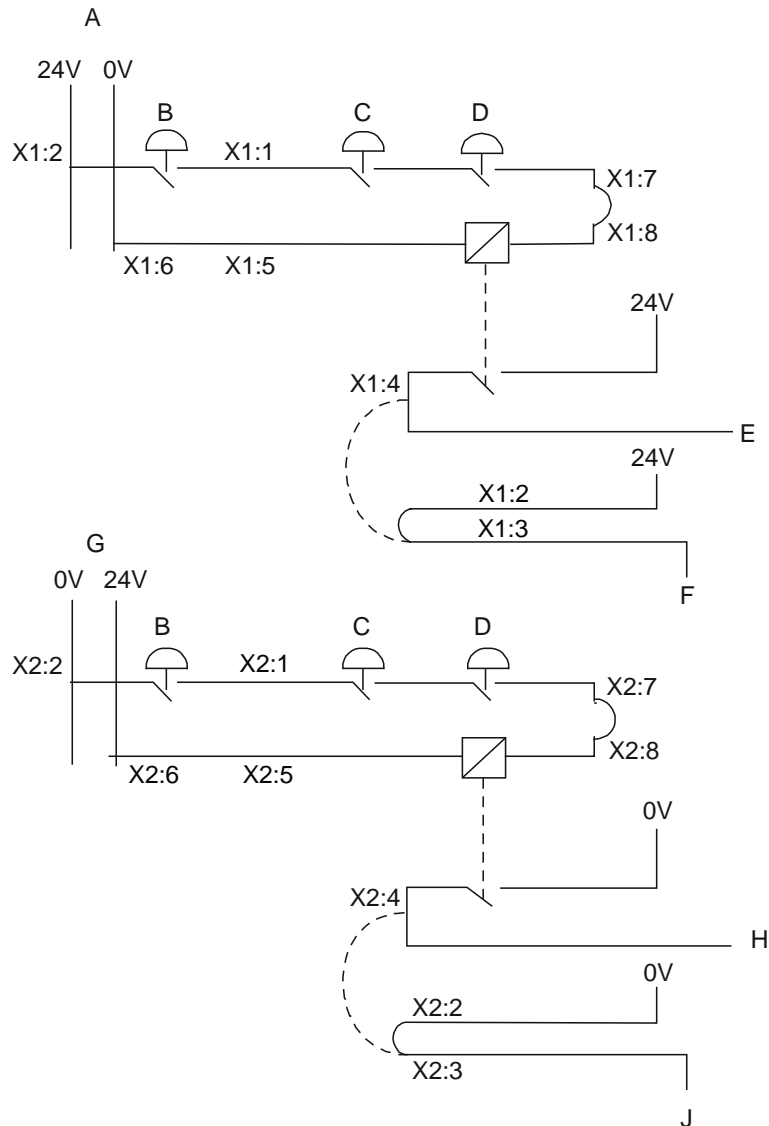 A
24V 0V
B C D
X1:2 X1:1 X1:7
X1:8
X1:6 X1:5
24V
X1:4
E
24V
X1:2
X1:3
F
G
0V 24V
B C D
X2:2 X2:1 X2:7
X2:8
X2:6 X2:5
0V
X2:4
H
0V
X2:2
X2:3
J